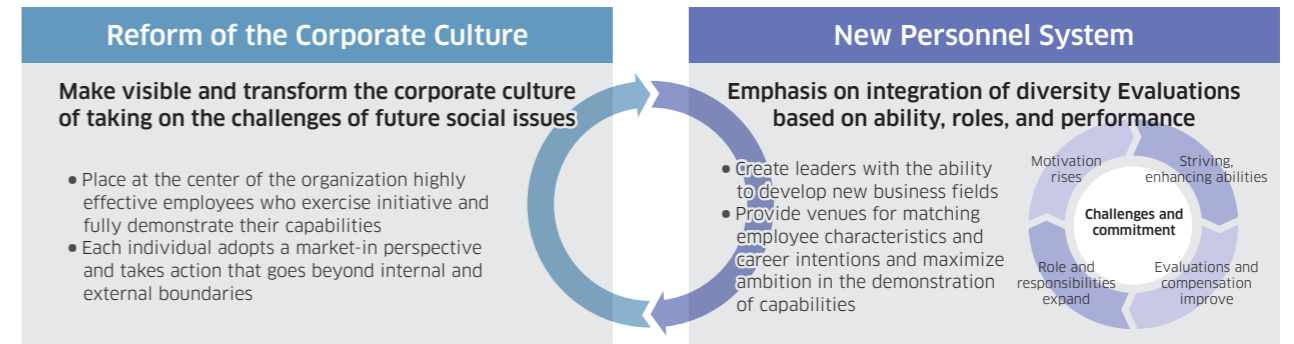 Reform of the Corporate Culture
Make visible and transform the corporate culture
of taking on the challenges of future social issues
● Place at the center of the organization highly
effective employees who exercise initiative and
fully demonstrate their capabilities
● Each individual adopts a market-in perspective
and takes action that goes beyond internal and
external boundaries
New Personnel System
Emphasis on integration of diversity Evaluations
based on ability, roles, and performance
● Create leaders with the ability
to develop new business fields
● Provide venues for matching
employee characteristics and
career intentions and maximize
ambition in the demonstration
of capabilities
Motivation
rises
Striving,
enhancing abilities
Challenges and
commitment
Role and
responsibilities
expand
Evaluations and
compensation
improve